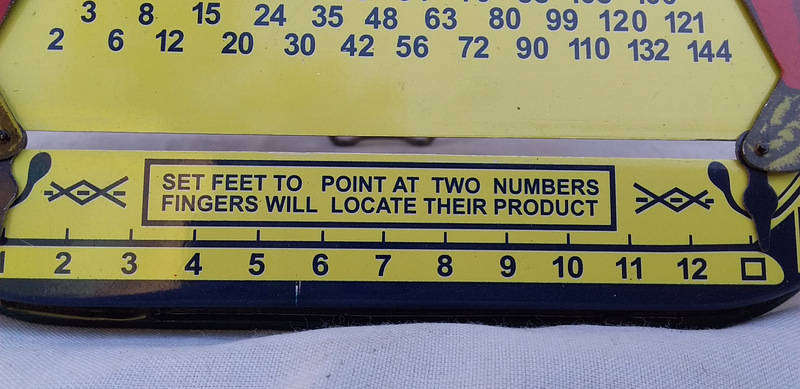 3 8 15 24 35 48 63 80 99 120 121
2 6 12 20 30 42 56 72 90 110 132 144
SET FEET TO POINT AT TWO NUMBERS
FINGERS WILL LOCATE THEIR PRODUCT
1 2 3 4 5 6 7 8 9 10 11 12